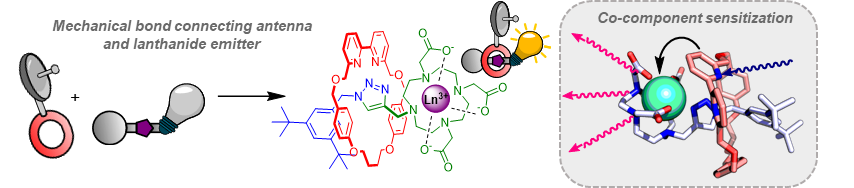 Mechanical bond connecting antenna
and lanthanide emitter
Co-component sensitization
+
N N
O
O
O⁻
N N
N
N
N
N
O
Ln³⁺
O⁻
O
N N
O
O
O⁻
O